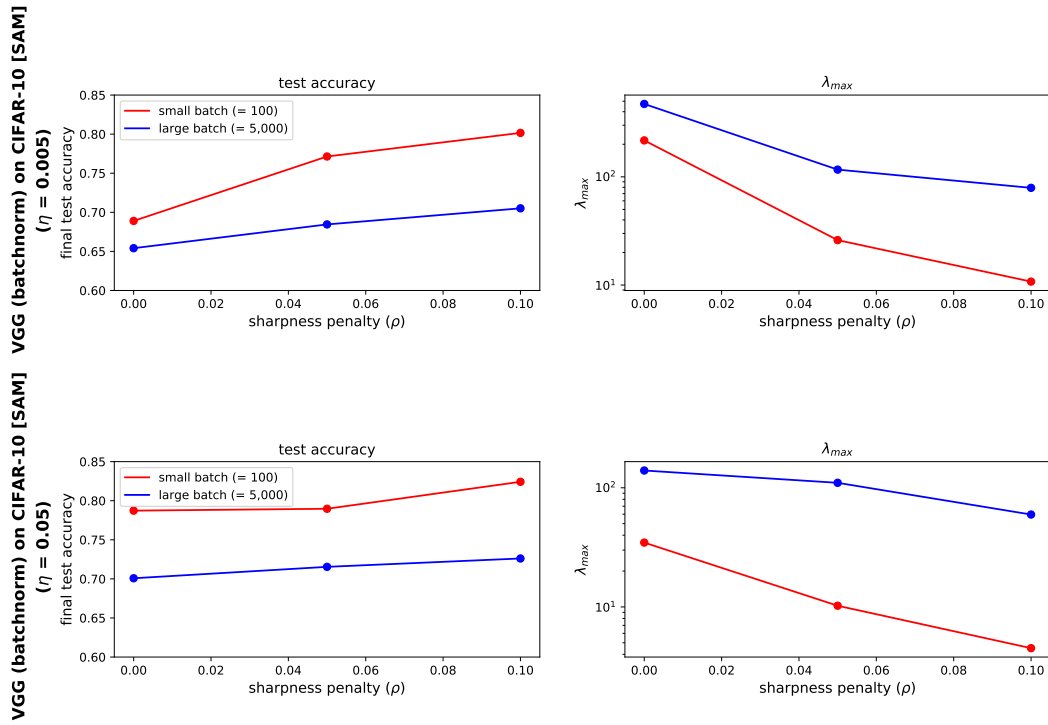 VGG (batchnorm) on CIFAR-10 [SAM]
(η = 0.005)
test accuracy
final test accuracy
0.85
0.80
0.75
0.70
0.65
0.60
small batch (= 100)
large batch (= 5,000)
0.00 0.02 0.04 0.06 0.08 0.10
sharpness penalty (ρ)
λmax
λmax
10²
10¹
0.00 0.02 0.04 0.06 0.08 0.10
sharpness penalty (ρ)
VGG (batchnorm) on CIFAR-10 [SAM]
(η = 0.05)
test accuracy
final test accuracy
0.85
0.80
0.75
0.70
0.65
0.60
small batch (= 100)
large batch (= 5,000)
0.00 0.02 0.04 0.06 0.08 0.10
sharpness penalty (ρ)
λmax
λmax
10²
10¹
0.00 0.02 0.04 0.06 0.08 0.10
sharpness penalty (ρ)